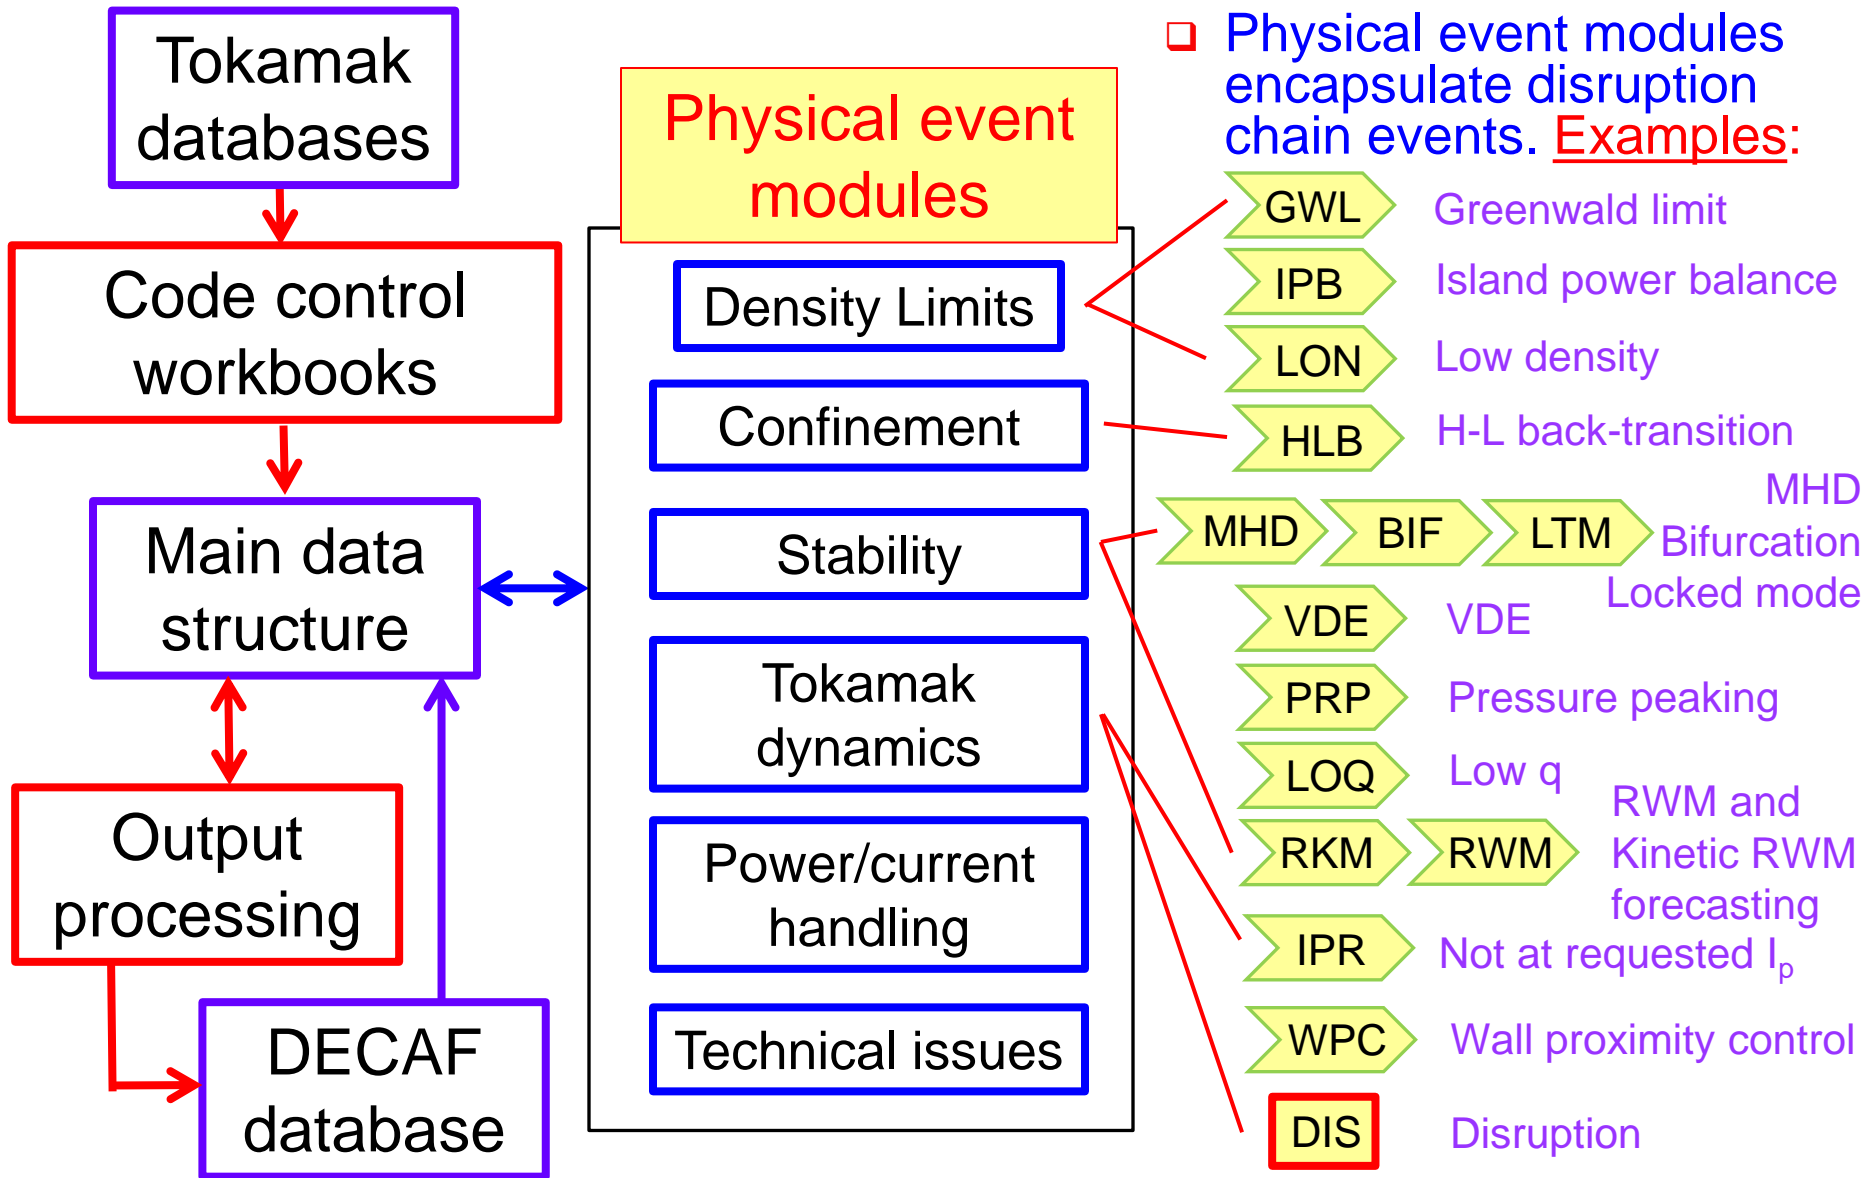 Tokamak
databases
Code control
workbooks
Main data
structure
Output
processing
DECAF
database
Physical event
modules
Density Limits
Confinement
Stability
Tokamak
dynamics
Power/current
handling
Technical issues
Physical event modules
encapsulate disruption
chain events. Examples:
GWL Greenwald limit
IPB Island power balance
LON Low density
HLB H-L back-transition
MHD BIF LTM
MHD
Bifurcation
Locked mode
VDE VDE
PRP Pressure peaking
LOQ Low q
RKM RWM
RWM and
Kinetic RWM
forecasting
IPR Not at requested Ip
WPC Wall proximity control
DIS Disruption